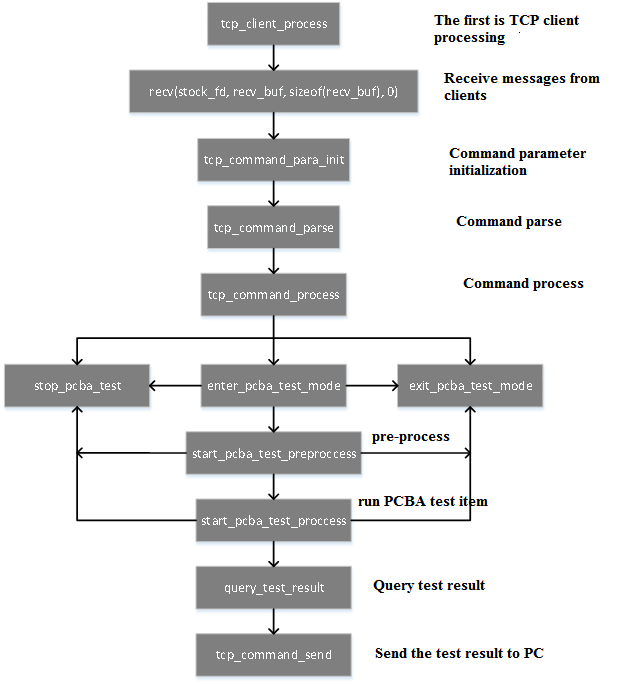 tcp_client_process
The first is TCP client
processing
recv(stock_fd, recv_buf, sizeof(recv_buf), 0)
Receive messages from
clients
tcp_command_para_init
Command parameter
initialization
tcp_command_parse
Command parse
tcp_command_process
Command process
stop_pcba_test
enter_pcba_test_mode
exit_pcba_test_mode
pre-process
start_pcba_test_preproccess
run PCBA test item
start_pcba_test_proccess
query_test_result
Query test result
tcp_command_send
Send the test result to PC